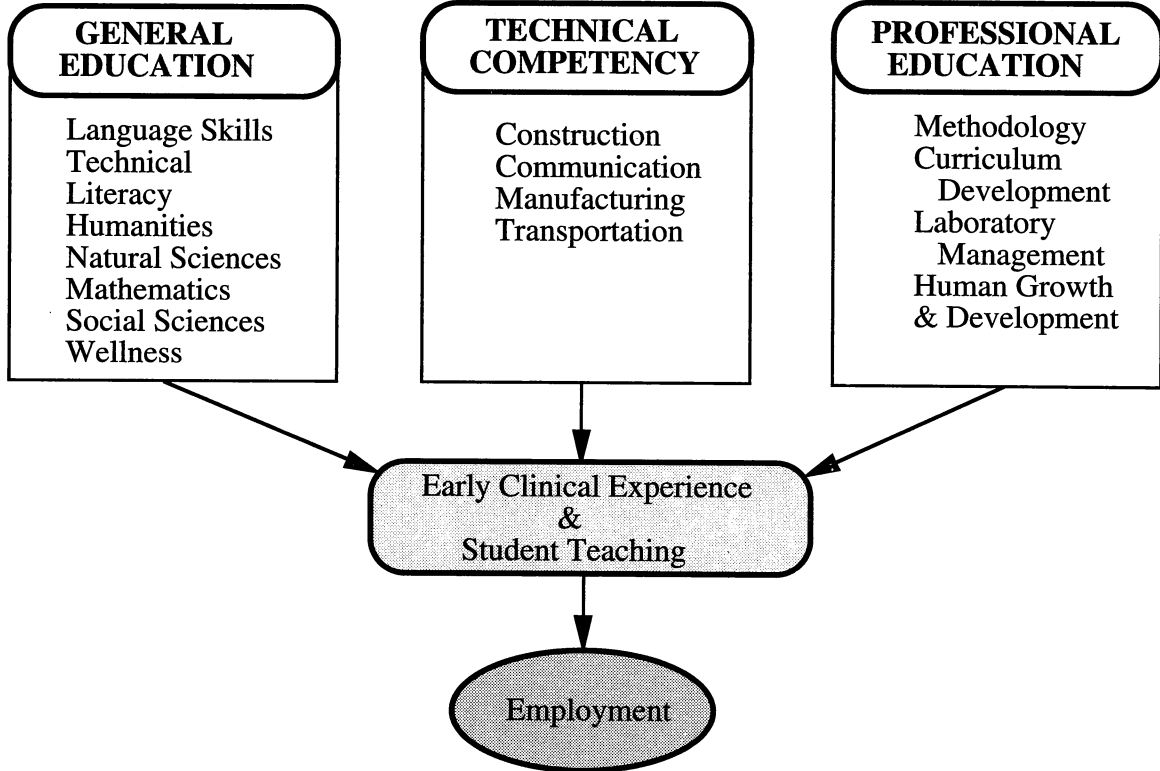 GENERAL
EDUCATION
Language Skills
Technical
Literacy
Humanities
Natural Sciences
Mathematics
Social Sciences
Wellness
TECHNICAL
COMPETENCY
Construction
Communication
Manufacturing
Transportation
PROFESSIONAL
EDUCATION
Methodology
Curriculum
Development
Laboratory
Management
Human Growth
& Development
Early Clinical Experience
&
Student Teaching
Employment